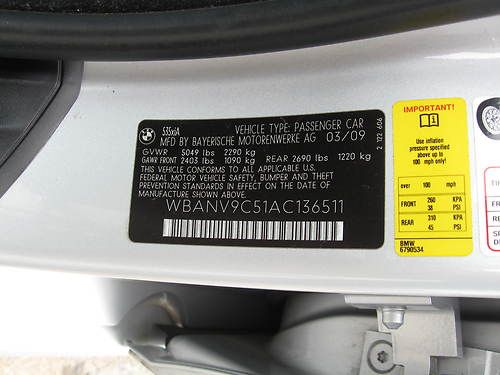 BMW
535xiA
VEHICLE TYPE: PASSENGER CAR
MFD BY BAYERISCHE MOTORENWERKE AG 03/09
GVWR 5049 lbs 2290 kg
GAWR FRONT 2403 lbs 1090 kg REAR 2690 lbs 1220 kg
THIS VEHICLE CONFORMS TO ALL APPLICABLE U.S.
FEDERAL MOTOR VEHICLE SAFETY, BUMPER AND THEFT
PREVENTION STANDARDS IN EFFECT ON THE DATE OF
MANUFACTURE SHOWN ABOVE.
WBANV9C51AC136511
2 122 606
IMPORTANT!
Use inflation
pressure specified
above up to
100 mph only!
over 100 mph
FRONT 260 KPA
38 PSI
REAR 310 KPA
45 PSI
BMW
6790534